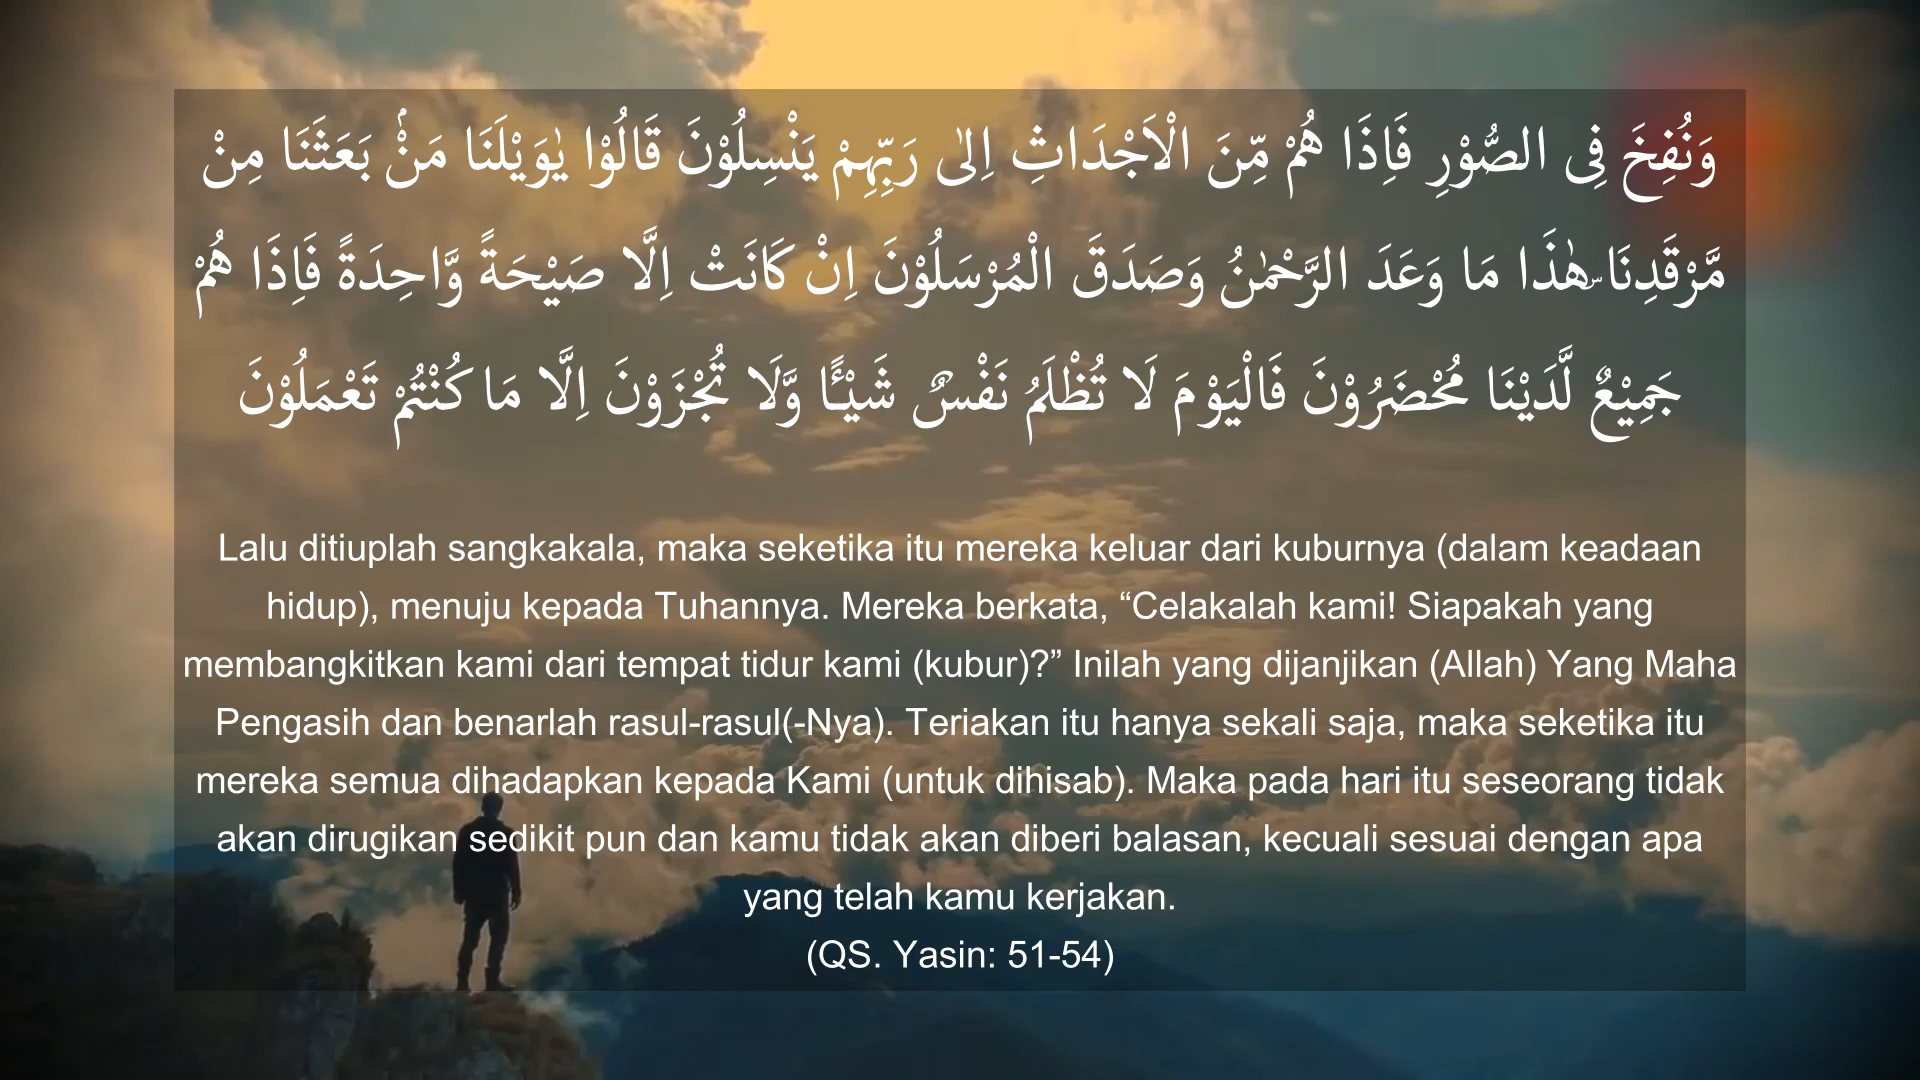 وَنُفِخَ فِى الصُّوْرِ فَاِذَا هُمْ مِّنَ الْاَجْدَاثِ اِلٰى رَبِّهِمْ يَنْسِلُوْنَ قَالُوْا يٰوَيْلَنَا مَنْۢ بَعَثَنَا مِنْ
مَّرْقَدِنَا ۜهٰذَا مَا وَعَدَ الرَّحْمٰنُ وَصَدَقَ الْمُرْسَلُوْنَ اِنْ كَانَتْ اِلَّا صَيْحَةً وَّاحِدَةً فَاِذَا هُمْ
جَمِيْعٌ لَّدَيْنَا مُحْضَرُوْنَ فَالْيَوْمَ لَا تُظْلَمُ نَفْسٌ شَيْـًٔا وَّلَا تُجْزَوْنَ اِلَّا مَا كُنْتُمْ تَعْمَلُوْنَ
Lalu ditiuplah sangkakala, maka seketika itu mereka keluar dari kuburnya (dalam keadaan
hidup), menuju kepada Tuhannya. Mereka berkata, “Celakalah kami! Siapakah yang
membangkitkan kami dari tempat tidur kami (kubur)?” Inilah yang dijanjikan (Allah) Yang Maha
Pengasih dan benarlah rasul-rasul(-Nya). Teriakan itu hanya sekali saja, maka seketika itu
mereka semua dihadapkan kepada Kami (untuk dihisab). Maka pada hari itu seseorang tidak
akan dirugikan sedikit pun dan kamu tidak akan diberi balasan, kecuali sesuai dengan apa
yang telah kamu kerjakan.
(QS. Yasin: 51-54)